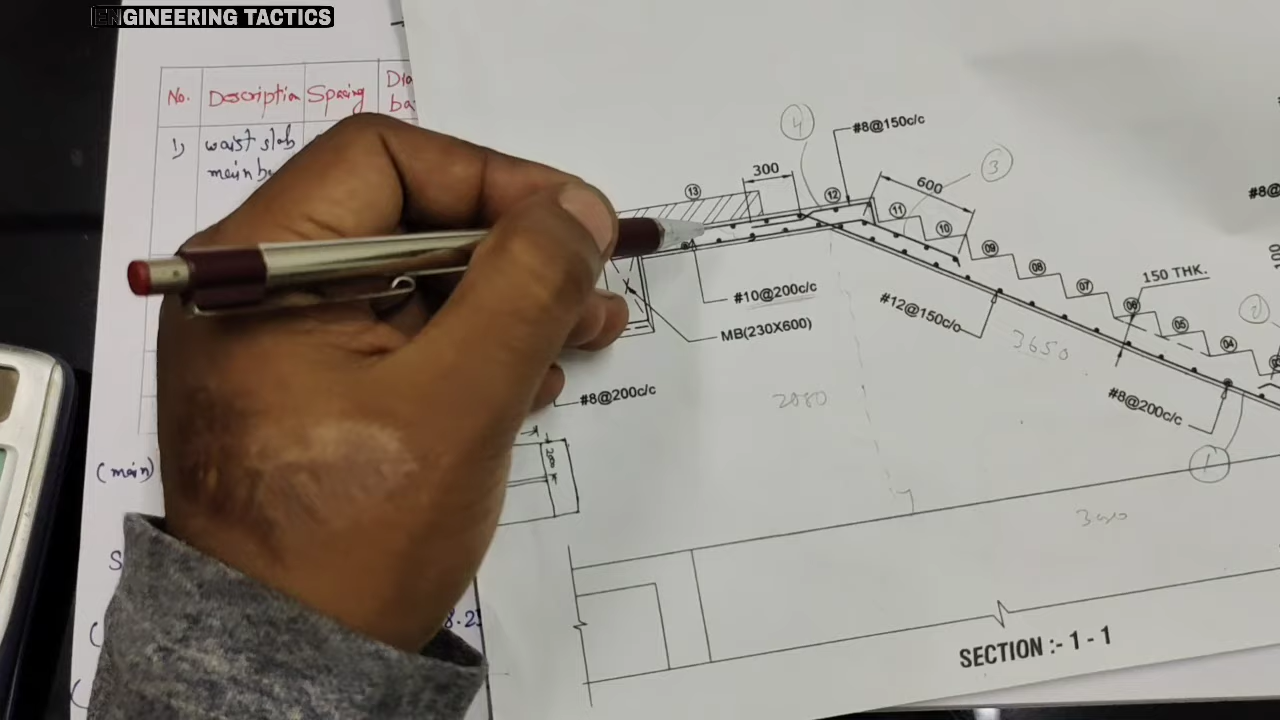 ENGINEERING TACTICS
No. Description Spacing Dia
1) waist slab
main
(main)
4
#8@150c/c
3
300
600
13
12
11
10
09
08
07
06
05
04
150 THK.
2
#10@200c/c
#12@150c/c
3650
MB(230X600)
#8@200c/c
2080
#8@200c/c
1
SECTION :- 1 - 1